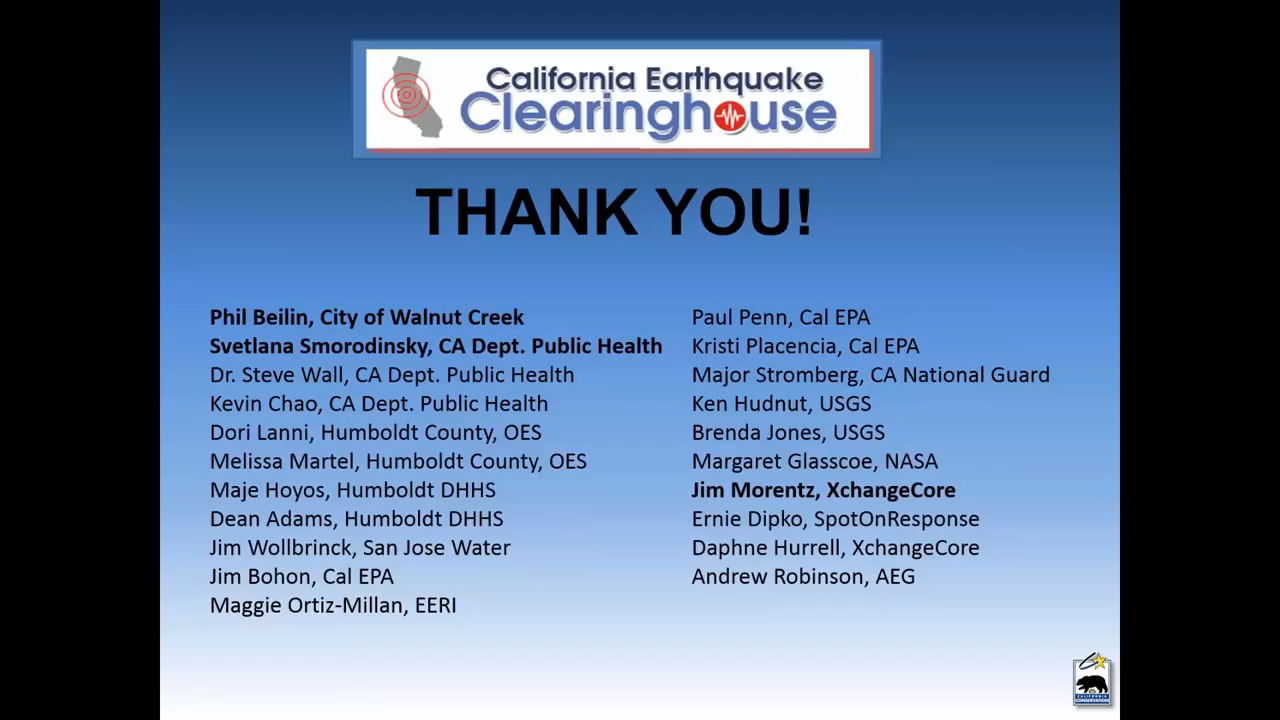 California Earthquake
Clearinghouse
THANK YOU!
Phil Beilin, City of Walnut Creek
Svetlana Smorodinsky, CA Dept. Public Health
Dr. Steve Wall, CA Dept. Public Health
Kevin Chao, CA Dept. Public Health
Dori Lanni, Humboldt County, OES
Melissa Martel, Humboldt County, OES
Maje Hoyos, Humboldt DHHS
Dean Adams, Humboldt DHHS
Jim Wollbrinck, San Jose Water
Jim Bohon, Cal EPA
Maggie Ortiz-Millan, EERI
Paul Penn, Cal EPA
Kristi Placencia, Cal EPA
Major Stromberg, CA National Guard
Ken Hudnut, USGS
Brenda Jones, USGS
Margaret Glasscoe, NASA
Jim Morentz, XchangeCore
Ernie Dipko, SpotOnResponse
Daphne Hurrell, XchangeCore
Andrew Robinson, AEG
CALIFORNIA
CONSERVATION